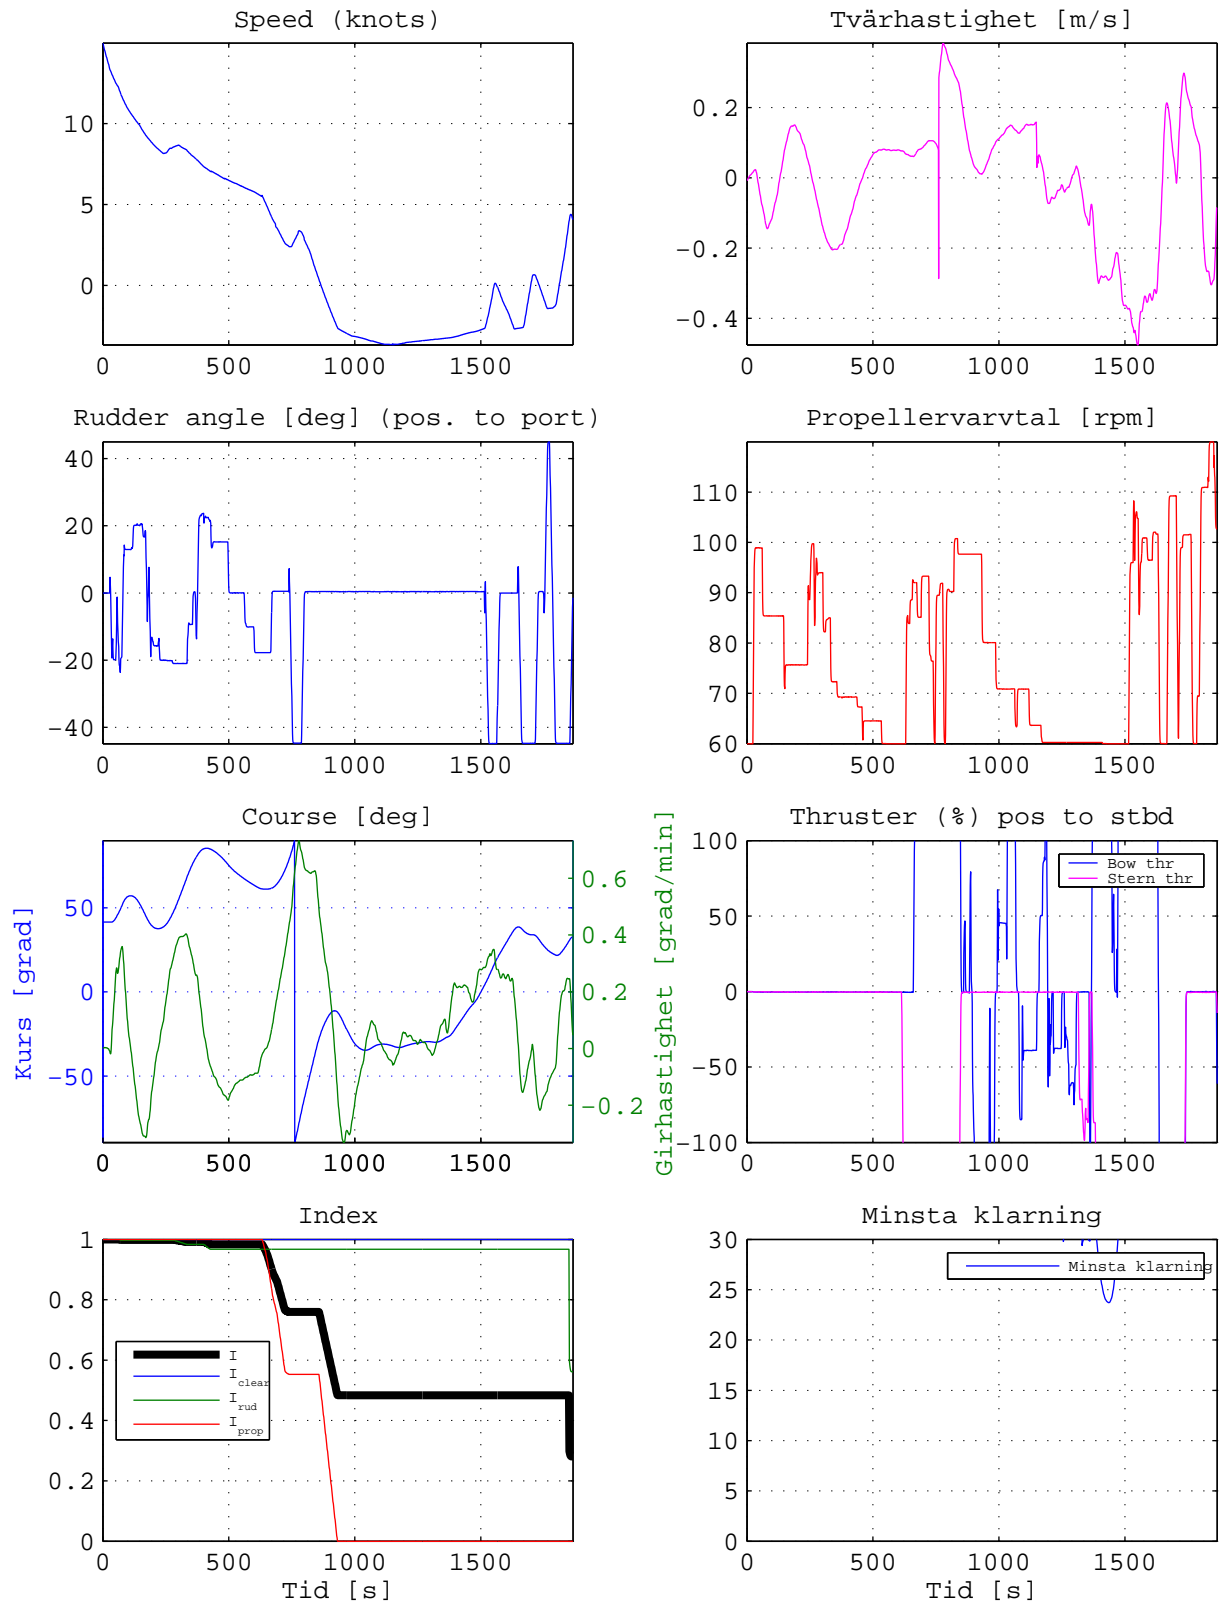 Speed (knots)
10
5
0
0 500 1000 1500
Tvärhastighet [m/s]
0.2
0
−0.2
−0.4
0 500 1000 1500
Rudder angle [deg] (pos. to port)
40
20
0
−20
−40
0 500 1000 1500
Propellervarvtal [rpm]
110
100
90
80
70
60
0 500 1000 1500
Course [deg]
Kurs [grad]
50
0
−50
0 500 1000 1500
0.6
0.4
0.2
0
−0.2
Girhastighet [grad/min]
Thruster (%) pos to stbd
100
50
0
−50
−100
0 500 1000 1500
Bow thr
Stern thr
Index
1
0.8
0.6
0.4
0.2
0
0 500 1000 1500
Tid [s]
I
I clear
I rud
I prop
Minsta klarning
30
25
20
15
10
5
0
0 500 1000 1500
Tid [s]
Minsta klarning